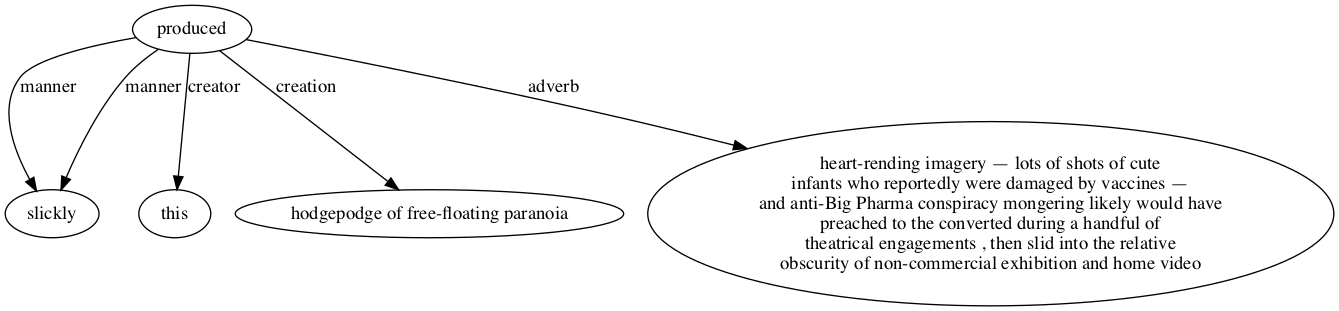 produced
manner manner creator creation adverb
heart-rending imagery — lots of shots of cute
infants who reportedly were damaged by vaccines —
and anti-Big Pharma conspiracy mongering likely would have
slickly this hodgepodge of free-floating paranoia
preached to the converted during a handful of
theatrical engagements , then slid into the relative
obscurity of non-commercial exhibition and home video